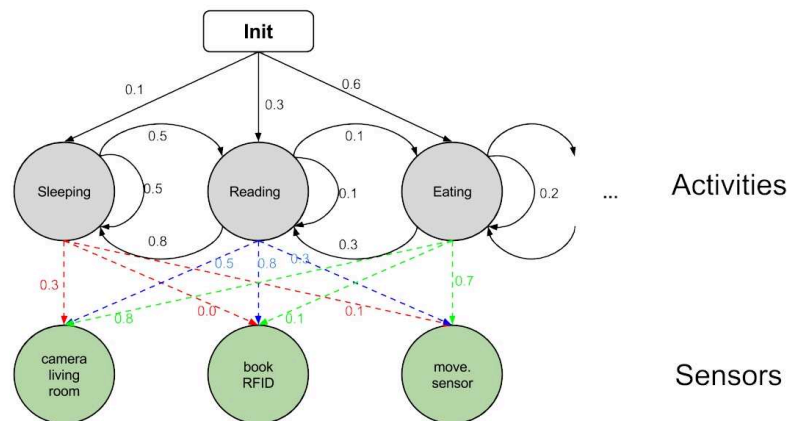 Init
0.1
0.3
0.6
0.5
0.1
Sleeping
0.5
Reading
0.1
Eating
0.2
...
Activities
0.8
0.3
0.5
0.8
0.3
0.3
0.7
0.8
0.0
0.1
0.1
camera
living
room
book
RFID
move.
sensor
Sensors